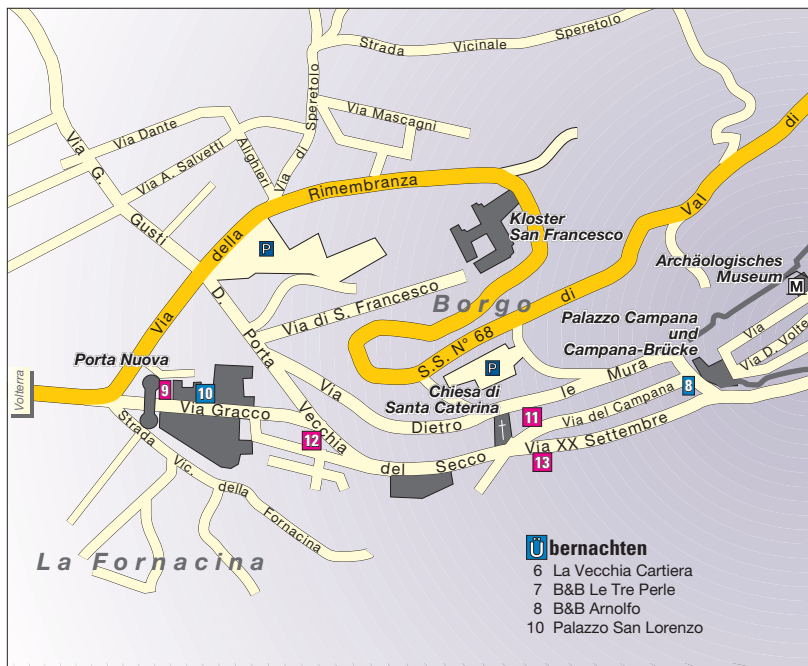 Strada Vicinale Speretolo
Via Mascagni
Via di Speretolo
Via Dante Alighieri
Via A. Salvetti
Via G. Gusti
Via della Rimembranza
P
Kloster
San Francesco
S.S. N° 68 di Val di
Archäologisches
Museum
M
Borgo
Via di S. Francesco
D. Porta Vecchia
Palazzo Campana
und
Campana-Brücke
Via
Via D. Volte
Porta Nuova
Volterra
9
10
Via Gracco
P
Chiesa di
Santa Caterina
Via Dietro le Mura
11
Via del Campana
8
12
del Secco
Via XX Settembre
13
Strada Vic. della Fornacina
La Fornacina
Übernachten
6 La Vecchia Cartiera
7 B&B Le Tre Perle
8 B&B Arnolfo
10 Palazzo San Lorenzo